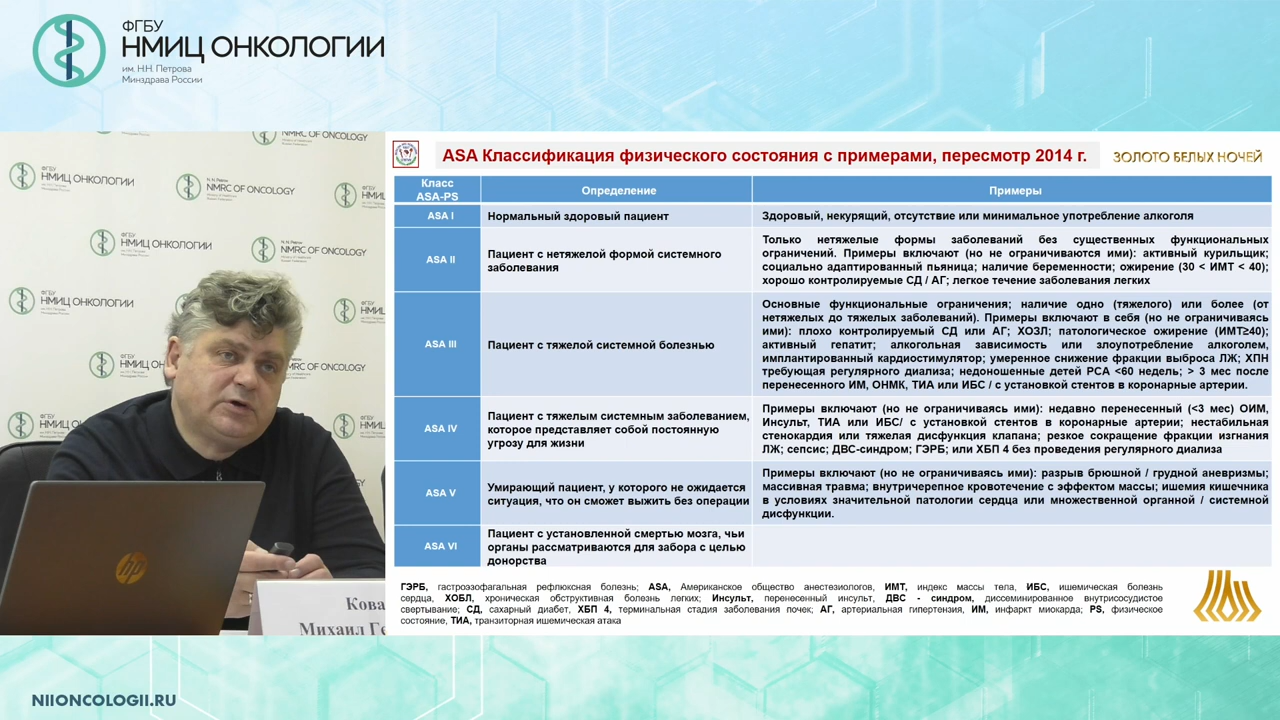 ФГБУ
НМИЦ ОНКОЛОГИИ
им. Н.Н. Петрова
Минздрава России
ФГБУ
НМИЦ ОНКОЛОГИИ
NMRC OF ONCOLOGY
Кова
Михаил Ге
ASA Классификация физического состояния с примерами, пересмотр 2014 г.
ЗОЛОТО БЕЛЫХ НОЧЕЙ
Класс
ASA-PS
Определение
Примеры
ASA I
Нормальный здоровый пациент
Здоровый, некурящий, отсутствие или минимальное употребление алкоголя
ASA II
Пациент с нетяжелой формой системного
заболевания
Только нетяжелые формы заболеваний без существенных функциональных
ограничений. Примеры включают (но не ограничиваются ими): активный курильщик;
социально адаптированный пьяница; наличие беременности; ожирение (30 < ИМТ < 40);
хорошо контролируемые СД / АГ; легкое течение заболевания легких
ASA III
Пациент с тяжелой системной болезнью
Основные функциональные ограничения; наличие одно (тяжелого) или более (от
нетяжелых до тяжелых заболеваний). Примеры включают в себя (но не ограничиваясь
ими): плохо контролируемый СД или АГ; ХОЗЛ; патологическое ожирение (ИМТ≥40);
активный гепатит; алкогольная зависимость или злоупотребление алкоголем,
имплантированный кардиостимулятор; умеренное снижение фракции выброса ЛЖ; ХПН
требующая регулярного диализа; недоношенные детей PCA <60 недель; > 3 мес после
перенесенного ИМ, ОНМК, ТИА или ИБС / с установкой стентов в коронарные артерии.
ASA IV
Пациент с тяжелым системным заболеванием,
которое представляет собой постоянную
угрозу для жизни
Примеры включают (но не ограничиваясь ими): недавно перенесенный (<3 мес) ОИМ,
Инсульт, ТИА или ИБС/ с установкой стентов в коронарные артерии; нестабильная
стенокардия или тяжелая дисфункция клапана; резкое сокращение фракции изгнания
ЛЖ; сепсис; ДВС-синдром; ГЭРБ; или ХБП 4 без проведения регулярного диализа
ASA V
Умирающий пациент, у которого не ожидается
ситуация, что он сможет выжить без операции
Примеры включают (но не ограничиваясь ими): разрыв брюшной / грудной аневризмы;
массивная травма; внутричерепное кровотечение с эффектом массы; ишемия кишечника
в условиях значительной патологии сердца или множественной органной / системной
дисфункции.
ASA VI
Пациент с установленной смертью мозга, чьи
органы рассматриваются для забора с целью
донорства
ГЭРБ, гастроэзофагальная рефлюксная болезнь; ASA, Американское общество анестезиологов, ИМТ, индекс массы тела, ИБС, ишемическая болезнь
сердца, ХОБЛ, хроническая обструктивная болезнь легких; Инсульт, перенесенный инсульт, ДВС - синдром, диссеминированное внутрисосудистое
свертывание; СД, сахарный диабет, ХБП 4, терминальная стадия заболевания почек; АГ, артериальная гипертензия, ИМ, инфаркт миокарда; PS, физическое
состояние, ТИА, транзиторная ишемическая атака
NIIONCOLOGII.RU